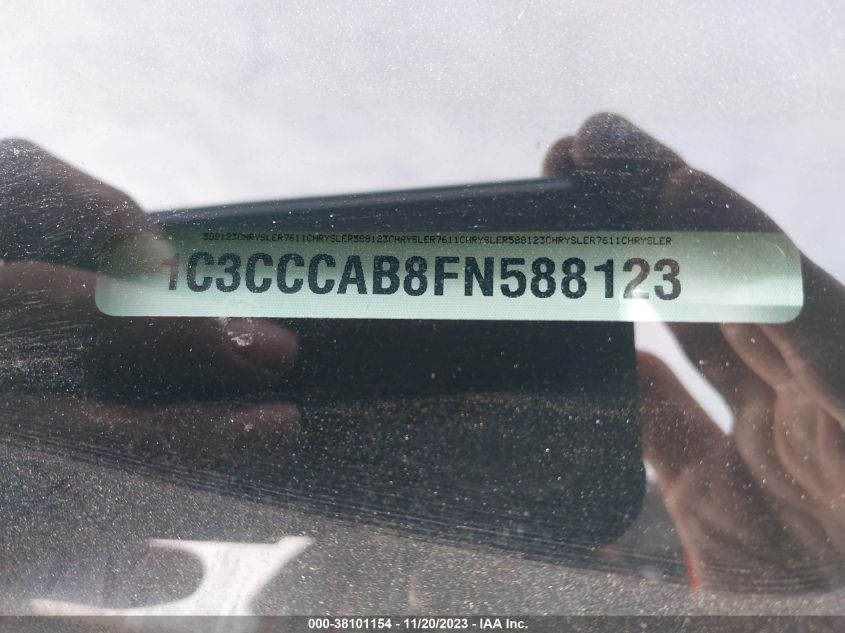 588123CHRYSLER7611CHRYSLER588123CHRYSLER7611CHRYSLER588123CHRYSLER7611CHRYSLER
1C3CCCAB8FN588123
000-38101154 - 11/20/2023 - IAA Inc.